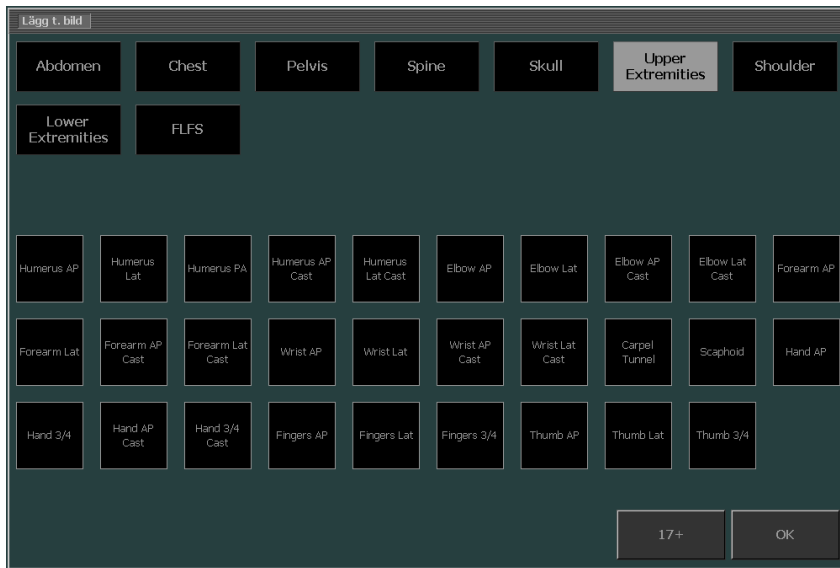 Lägg t. bild
Abdomen
Chest
Pelvis
Spine
Skull
Upper
Extremities
Shoulder
Lower
Extremities
FLFS
Humerus AP
Humerus
Lat
Humerus PA
Humerus AP
Cast
Humerus
Lat Cast
Elbow AP
Elbow Lat
Elbow AP
Cast
Elbow Lat
Cast
Forearm AP
Forearm Lat
Forearm AP
Cast
Forearm Lat
Cast
Wrist AP
Wrist Lat
Wrist AP
Cast
Wrist Lat
Cast
Carpel
Tunnel
Scaphoid
Hand AP
Hand 3/4
Hand AP
Cast
Hand 3/4
Cast
Fingers AP
Fingers Lat
Fingers 3/4
Thumb AP
Thumb Lat
Thumb 3/4
17+
OK